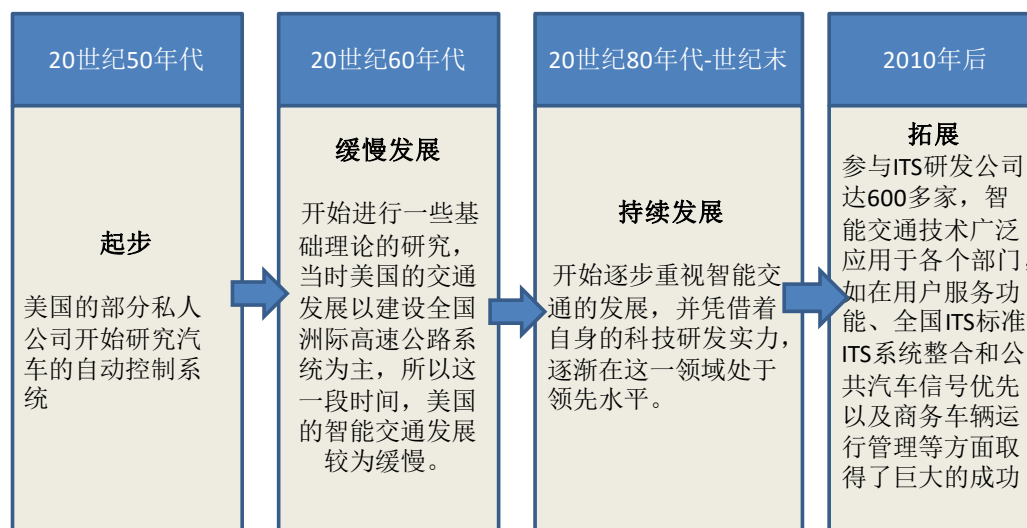 20世纪50年代
起步
美国的部分私人
公司开始研究汽
车的自动控制系
统
20世纪60年代
缓慢发展
开始进行一些基
础理论的研究，
当时美国的交通
发展以建设全国
洲际高速公路系
统为主，所以这
一段时间，美国
的智能交通发展
较为缓慢。
20世纪80年代-世纪末
持续发展
开始逐步重视智能交
通的发展，并凭借着
自身的科技研发实力，
逐渐在这一领域处于
领先水平。
2010年后
拓展
参与ITS研发公司
达600多家，智
能交通技术广泛
应用于各个部门，
如在用户服务功
能、全国ITS标准
ITS系统整合和公
共汽车信号优先
以及商务车辆运
行管理等方面取
得了巨大的成功